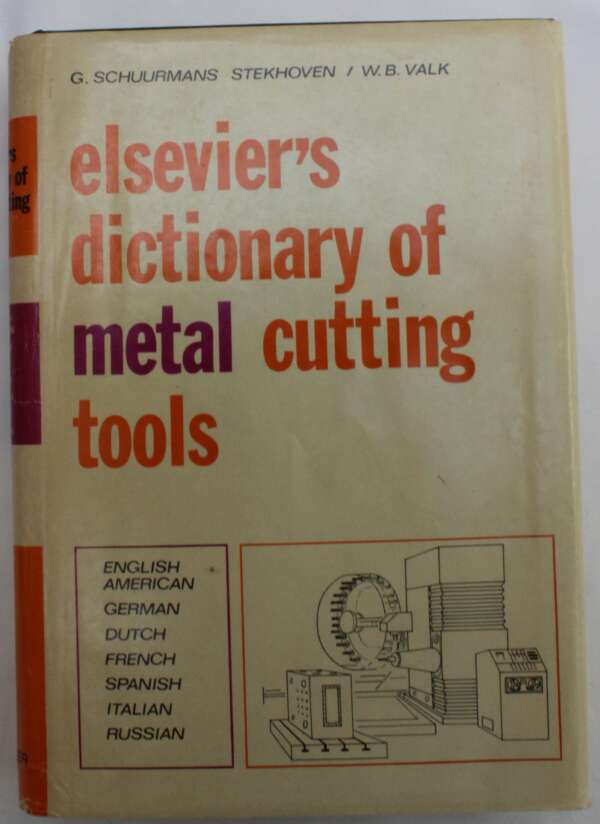 G. SCHUURMANS STEKHOVEN / W.B. VALK
elsevier's
dictionary of
metal cutting
tools
ENGLISH
AMERICAN
GERMAN
DUTCH
FRENCH
SPANISH
ITALIAN
RUSSIAN